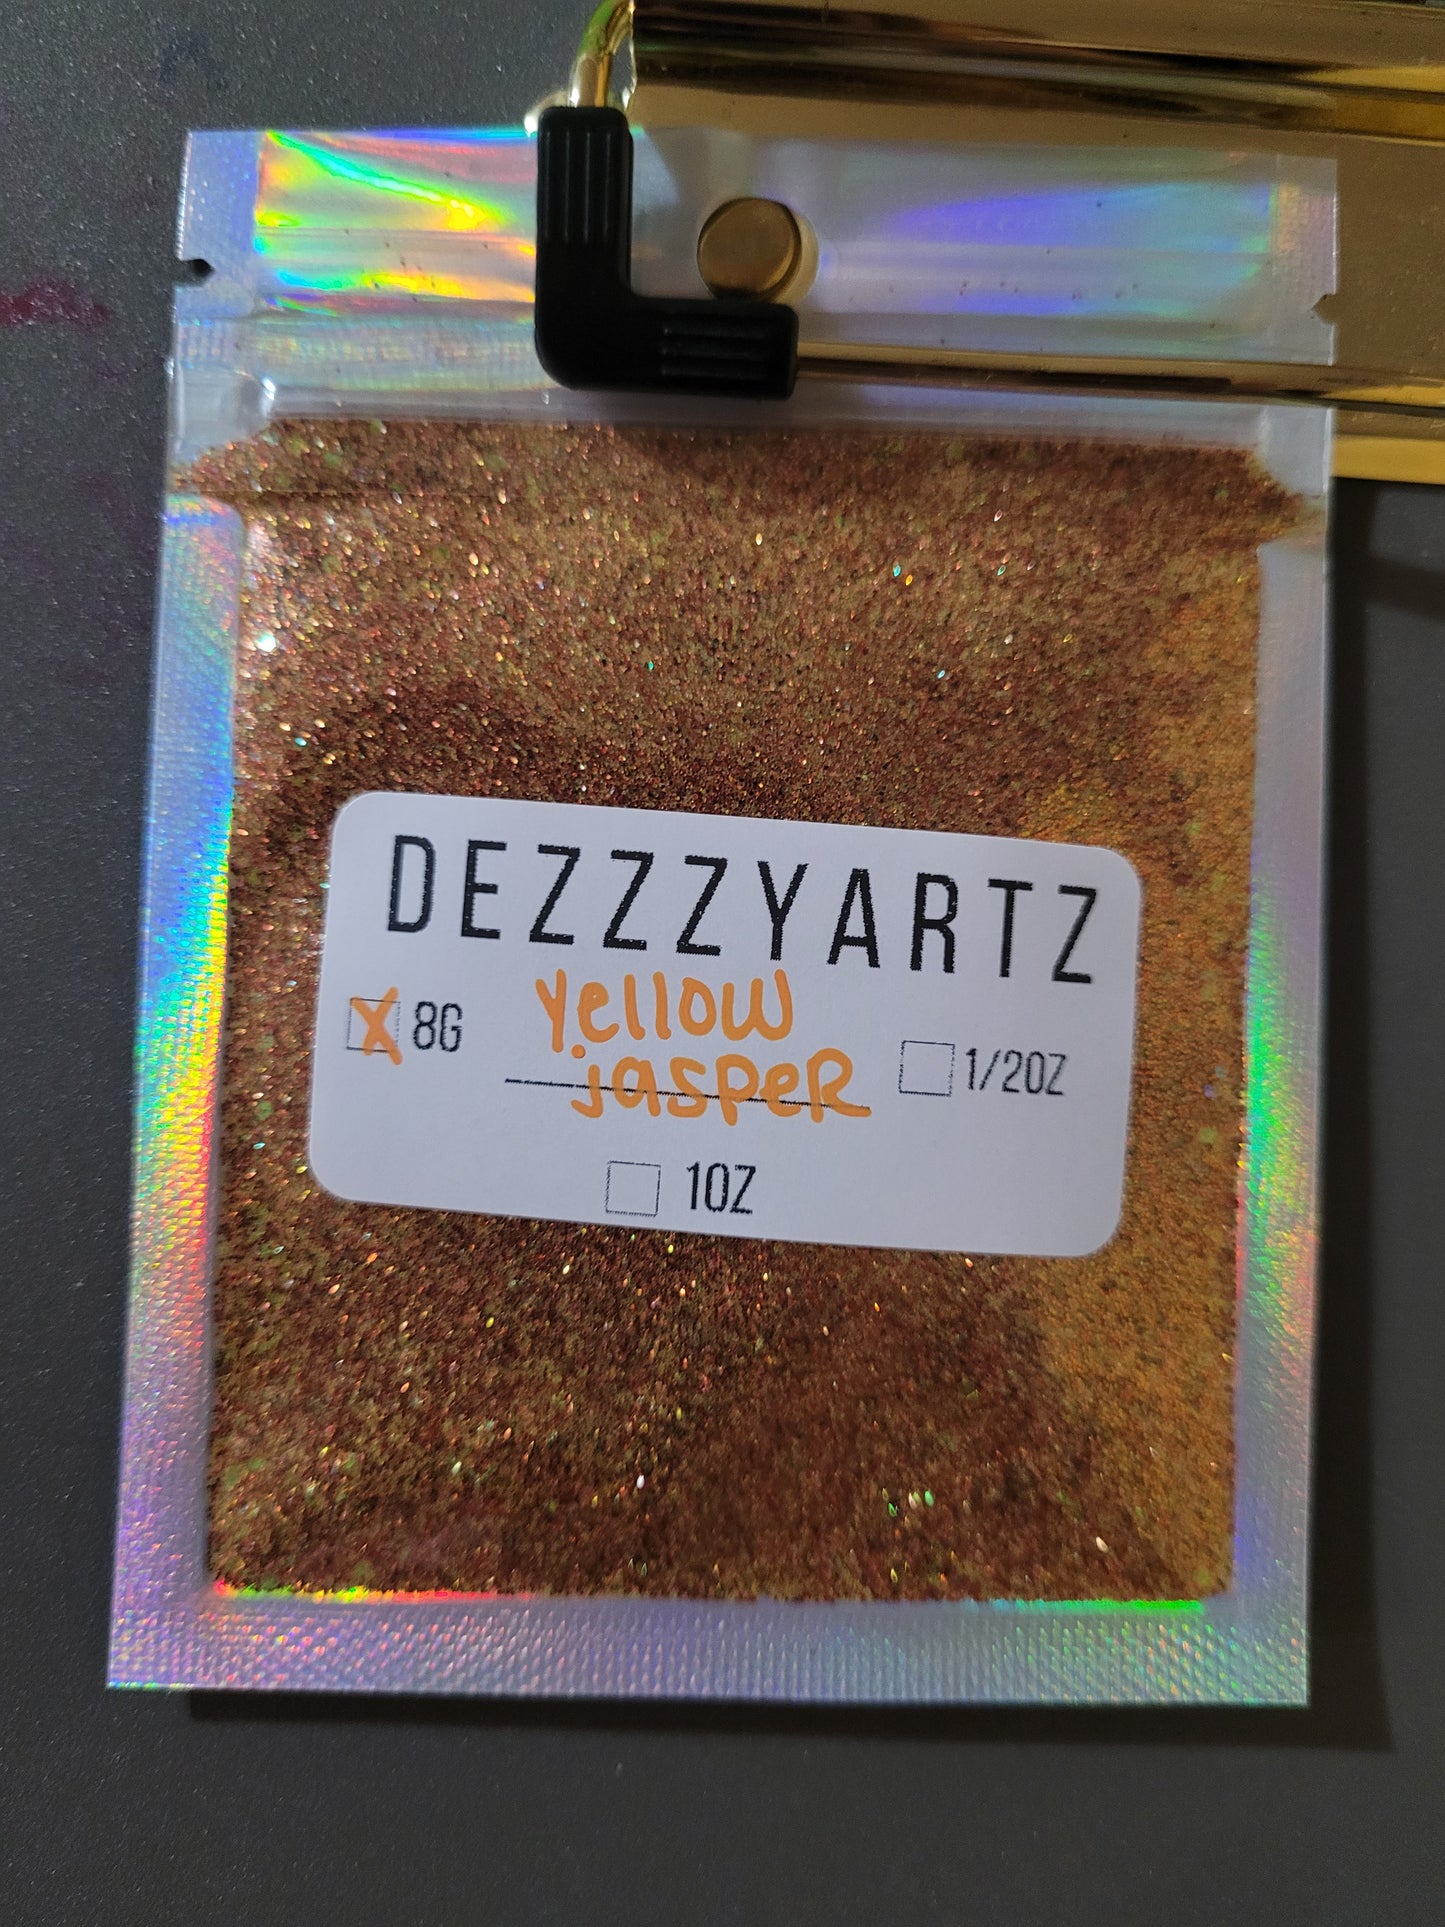 DEZZZYARTZ
X 8G yellow 1/2OZ
jasper
1OZ